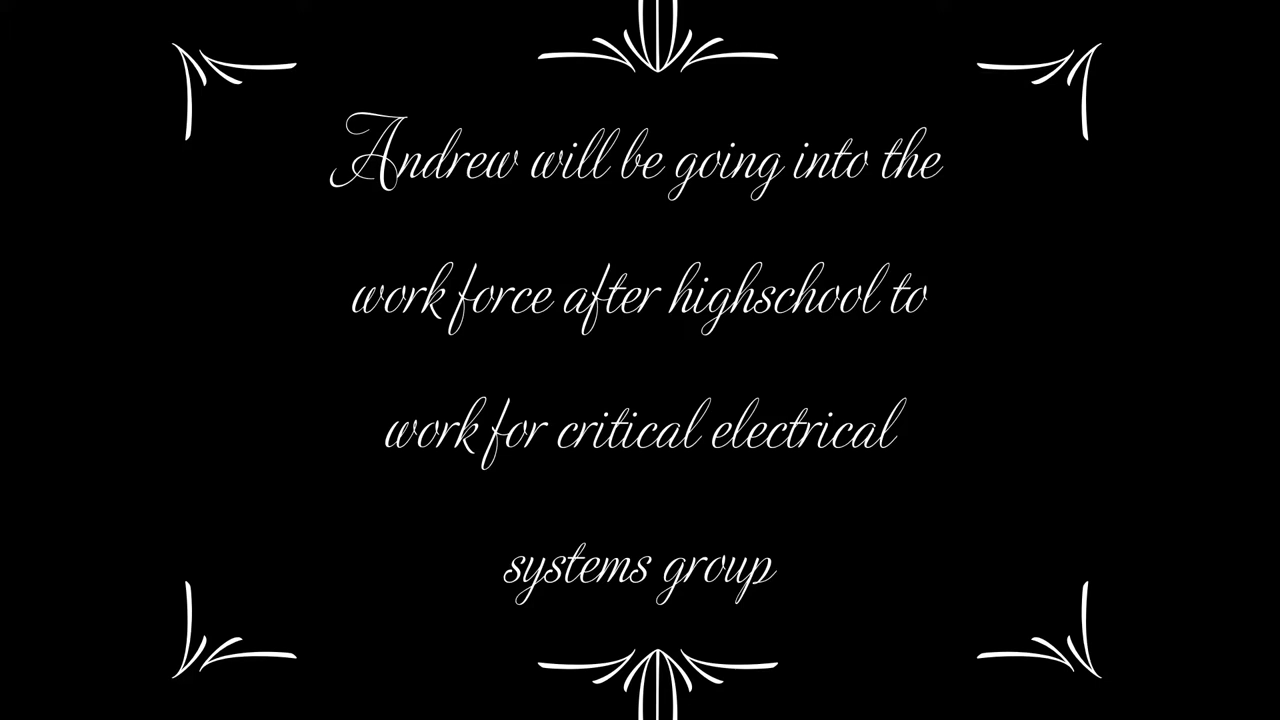 Andrew will be going into the
work force after highschool to
work for critical electrical
systems group